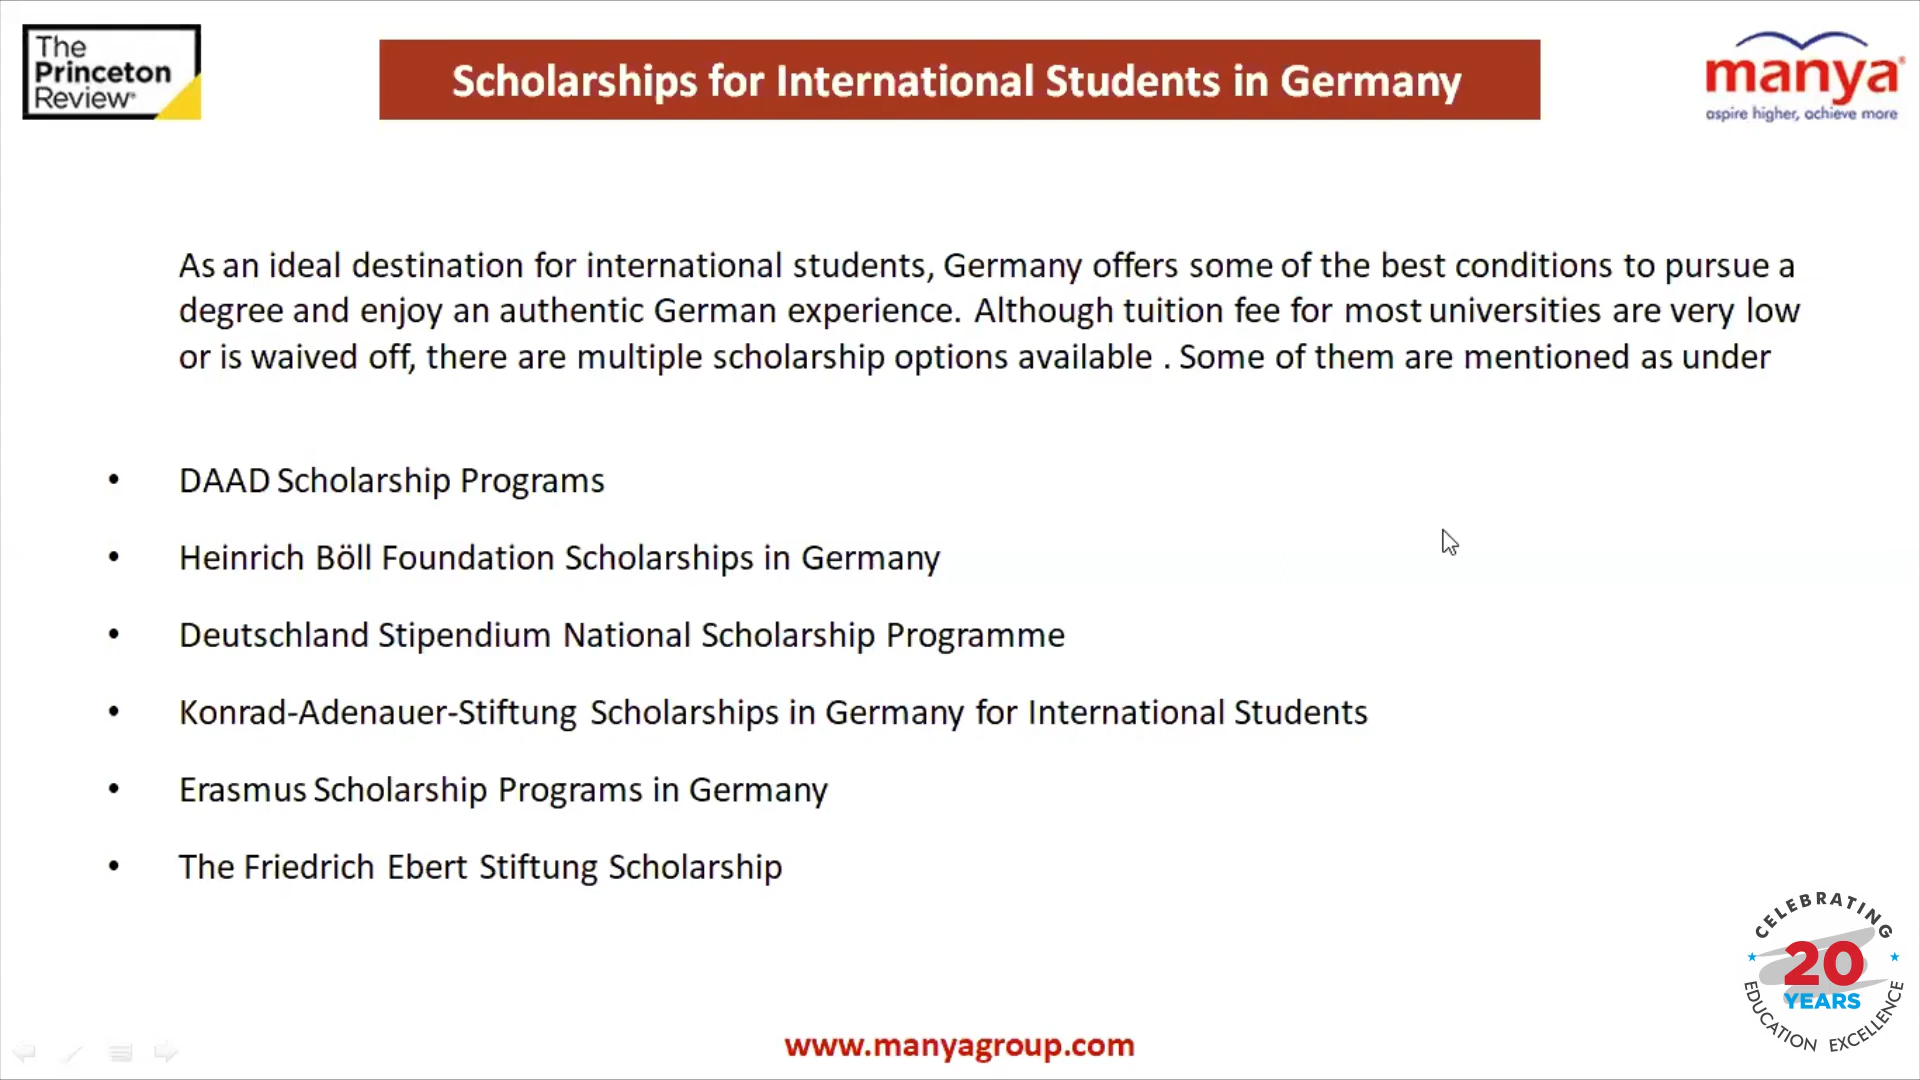 The
Princeton
Review®
Scholarships for International Students in Germany
manya®
aspire higher, achieve more
As an ideal destination for international students, Germany offers some of the best conditions to pursue a
degree and enjoy an authentic German experience. Although tuition fee for most universities are very low
or is waived off, there are multiple scholarship options available . Some of them are mentioned as under
• DAAD Scholarship Programs
• Heinrich Böll Foundation Scholarships in Germany
• Deutschland Stipendium National Scholarship Programme
• Konrad-Adenauer-Stiftung Scholarships in Germany for International Students
• Erasmus Scholarship Programs in Germany
• The Friedrich Ebert Stiftung Scholarship
CELEBRATING
20
YEARS
EDUCATION EXCELLENCE
www.manyagroup.com